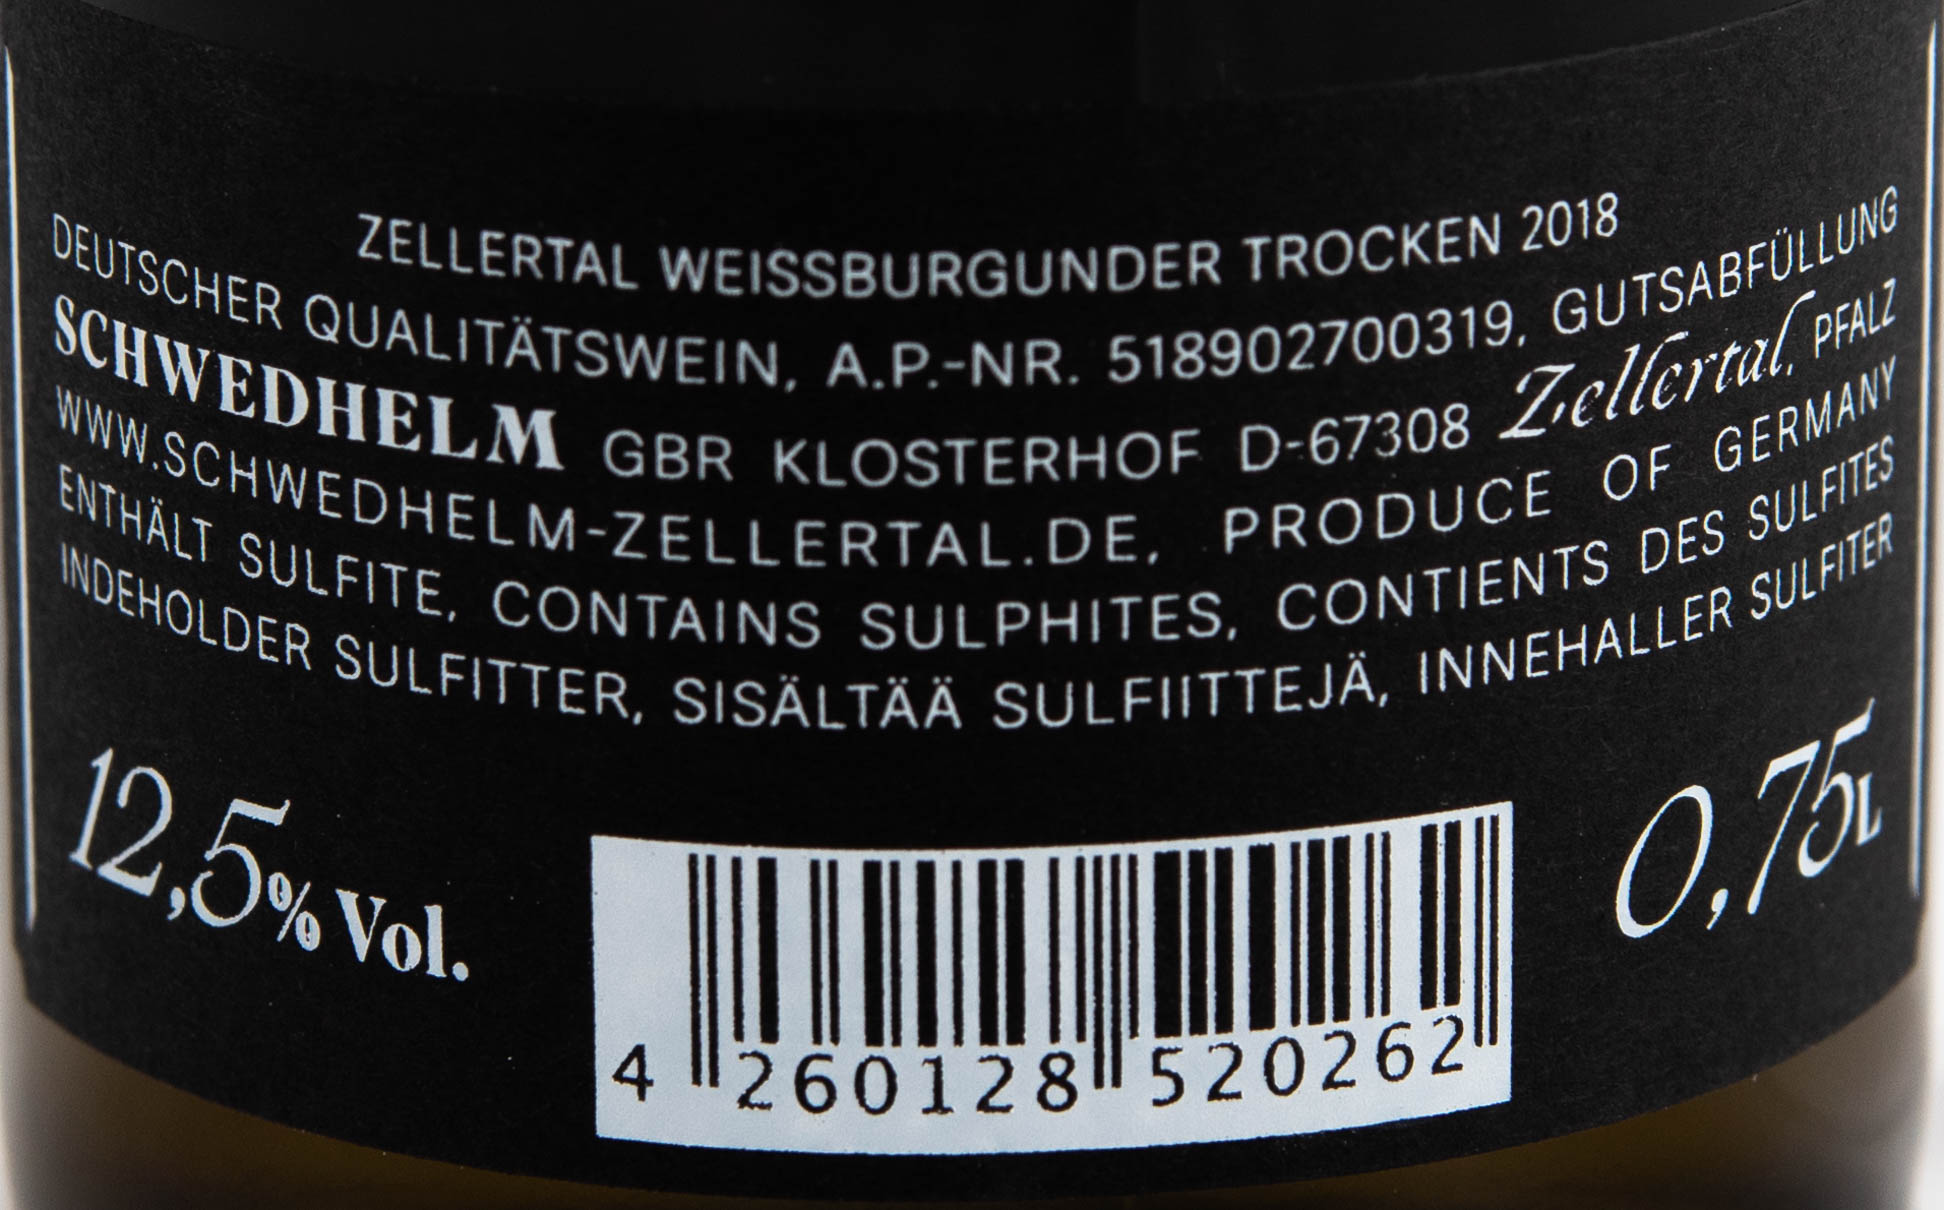 ZELLERTAL WEISSBURGUNDER TROCKEN 2018
DEUTSCHER QUALITÄTSWEIN, A.P.-NR. 518902700319, GUTSABFÜLLUNG
SCHWEDHELM GBR KLOSTERHOF D-67308 Zellertal, PFALZ
WWW.SCHWEDHELM-ZELLERTAL.DE, PRODUCE OF GERMANY
ENTHÄLT SULFITE, CONTAINS SULPHITES, CONTIENTS DES SULFITES
INDEHOLDER SULFITTER, SISÄLTÄÄ SULFIITTEJÄ, INNEHALLER SULFITER
12,5% Vol.
0,75L
4 260128 520262